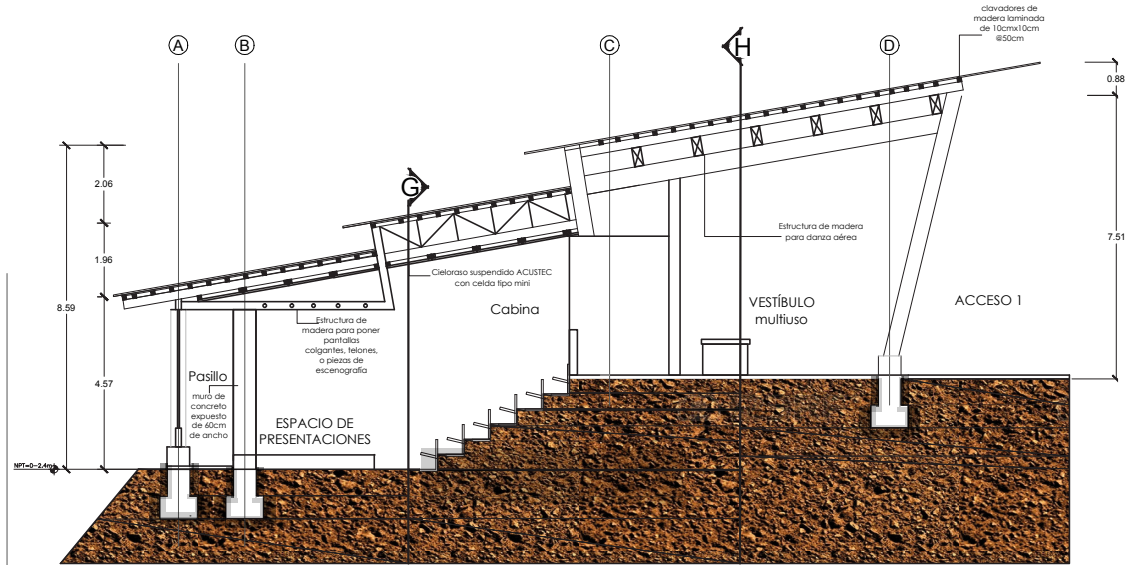 clavadores de
madera laminada
de 10cmx10cm
@50cm
A
B
C
H
D
0.88
2.06
G
1.96
8.59
7.51
4.57
Estructura de madera
para danza aérea
Cieloraso suspendido ACUSTEC
con celda tipo mini
Cabina
VESTÍBULO
multiuso
ACCESO 1
Estructura de
madera para poner
pantallas
colgantes, telones,
o piezas de
escenografía
Pasillo
muro de
concreto
expuesto
de 60cm
de ancho
ESPACIO DE
PRESENTACIONES
NPT=0-2.4m